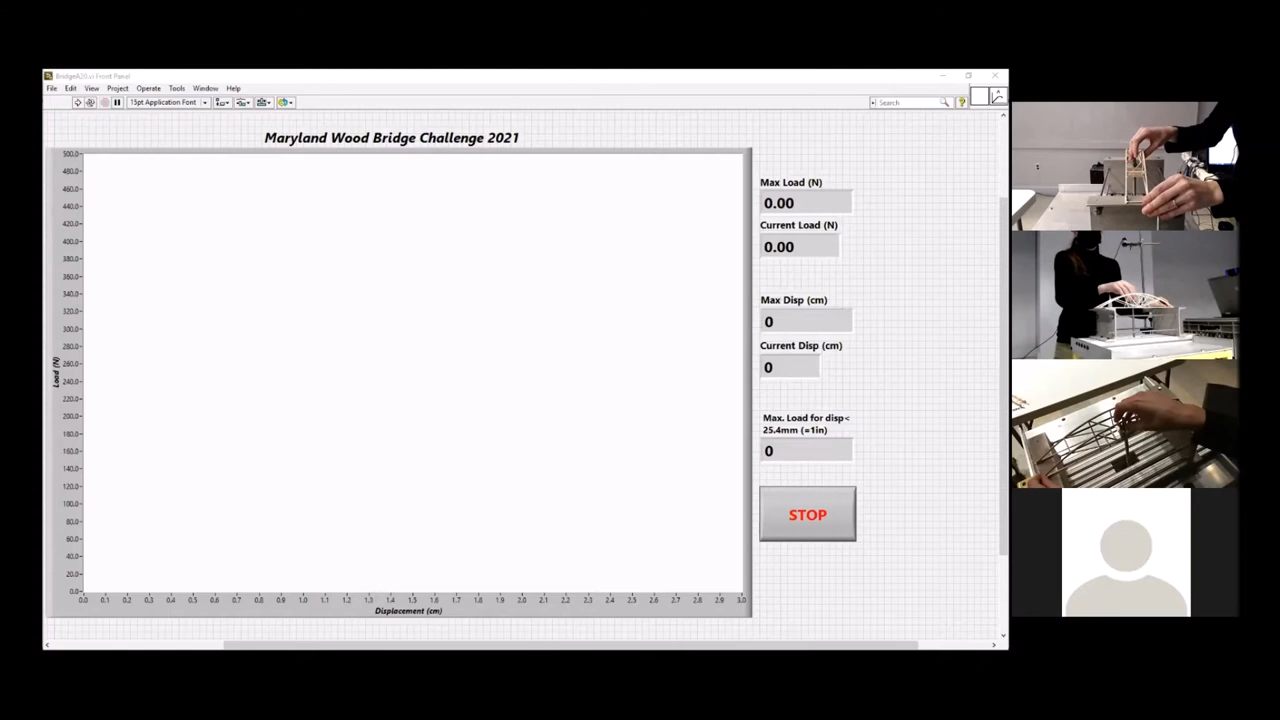 BridgeA20.vi Front Panel
File Edit View Project Operate Tools Window Help
15pt Application Font
Search
Maryland Wood Bridge Challenge 2021
500.0
480.0
460.0
440.0
420.0
400.0
380.0
360.0
340.0
320.0
300.0
280.0
260.0
240.0
220.0
200.0
180.0
160.0
140.0
120.0
100.0
80.0
60.0
40.0
20.0
0.0
Load (N)
0.0 0.1 0.2 0.3 0.4 0.5 0.6 0.7 0.8 0.9 1.0 1.1 1.2 1.3 1.4 1.5 1.6 1.7 1.8 1.9 2.0 2.1 2.2 2.3 2.4 2.5 2.6 2.7 2.8 2.9 3.0
Displacement (cm)
Max Load (N)
0.00
Current Load (N)
0.00
Max Disp (cm)
0
Current Disp (cm)
0
Max. Load for disp<
25.4mm (=1in)
0
STOP